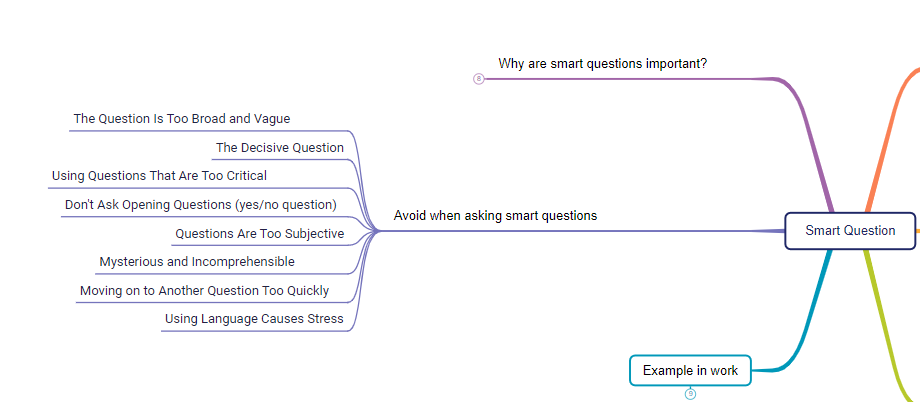 Why are smart questions important?
8
The Question Is Too Broad and Vague
The Decisive Question
Using Questions That Are Too Critical
Don't Ask Opening Questions (yes/no question)
Questions Are Too Subjective
Mysterious and Incomprehensible
Moving on to Another Question Too Quickly
Using Language Causes Stress
Avoid when asking smart questions
Smart Question
Example in work
9